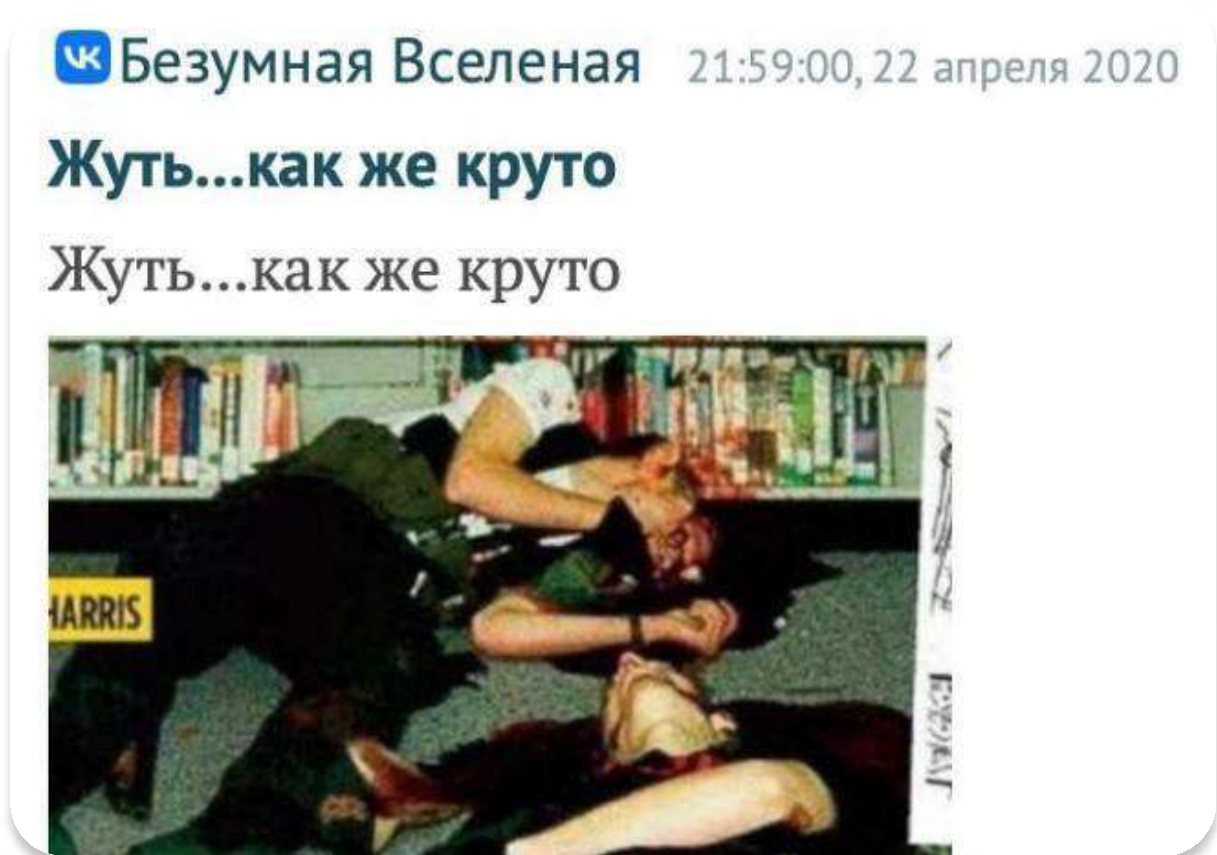 Безумная Вселеная 21:59:00, 22 апреля 2020
Жуть...как же круто
Жуть...как же круто
HARRIS